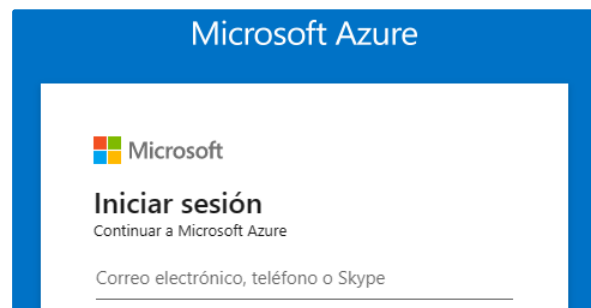 Microsoft Azure
Microsoft
Iniciar sesión
Continuar a Microsoft Azure
Correo electrónico, teléfono o Skype